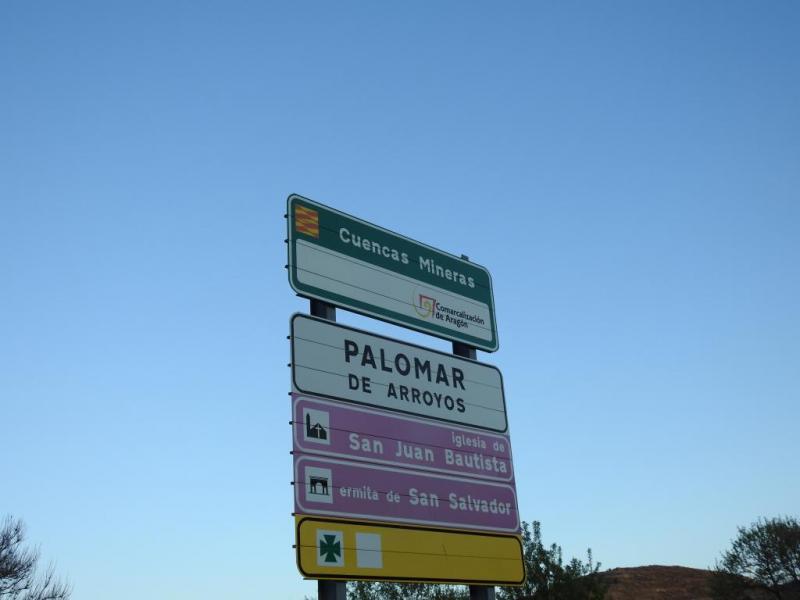 Cuencas Mineras
Comarcalización
de Aragón
PALOMAR
DE ARROYOS
iglesia de
San Juan Bautista
ermita de San Salvador